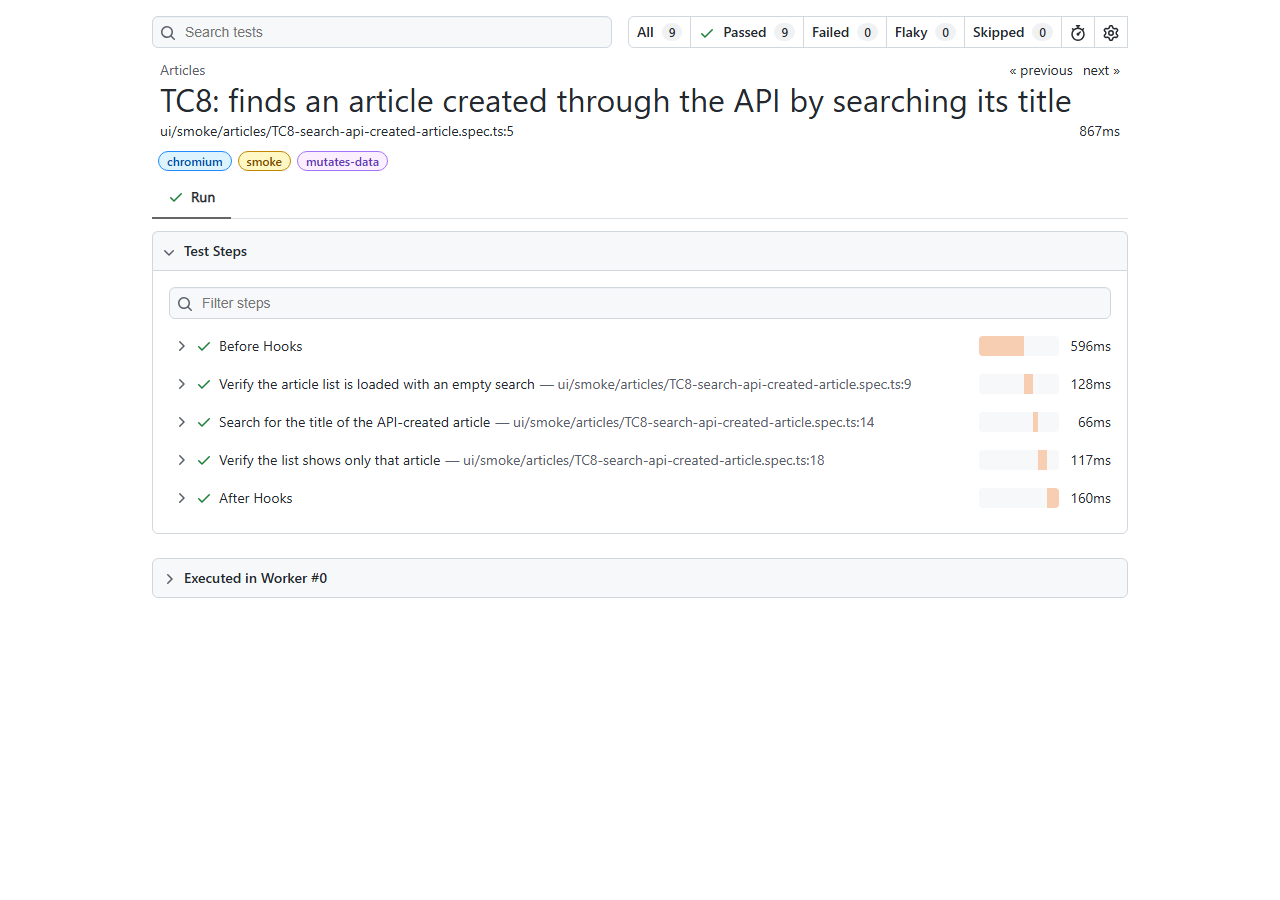 Search tests
All 9 Passed 9 Failed 0 Flaky 0 Skipped 0
Articles
« previous next »
TC8: finds an article created through the API by searching its title
ui/smoke/articles/TC8-search-api-created-article.spec.ts:5 867ms
chromium smoke mutates-data
Run
Test Steps
Filter steps
Before Hooks 596ms
Verify the article list is loaded with an empty search — ui/smoke/articles/TC8-search-api-created-article.spec.ts:9 128ms
Search for the title of the API-created article — ui/smoke/articles/TC8-search-api-created-article.spec.ts:14 66ms
Verify the list shows only that article — ui/smoke/articles/TC8-search-api-created-article.spec.ts:18 117ms
After Hooks 160ms
Executed in Worker #0